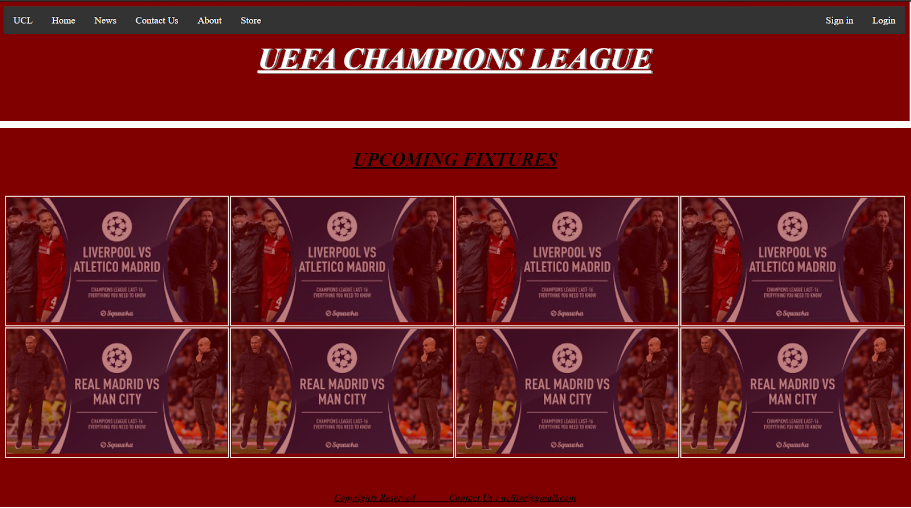 UCL Home News Contact Us About Store Sign in Login
UEFA CHAMPIONS LEAGUE
UPCOMING FIXTURES
LIVERPOOL VS
ATLETICO MADRID
CHAMPIONS LEAGUE LAST-16
EVERYTHING YOU NEED TO KNOW
Squawka
LIVERPOOL VS
ATLETICO MADRID
CHAMPIONS LEAGUE LAST-16
EVERYTHING YOU NEED TO KNOW
Squawka
LIVERPOOL VS
ATLETICO MADRID
CHAMPIONS LEAGUE LAST-16
EVERYTHING YOU NEED TO KNOW
Squawka
LIVERPOOL VS
ATLETICO MADRID
CHAMPIONS LEAGUE LAST-16
EVERYTHING YOU NEED TO KNOW
Squawka
REAL MADRID VS
MAN CITY
CHAMPIONS LEAGUE LAST-16
EVERYTHING YOU NEED TO KNOW
Squawka
REAL MADRID VS
MAN CITY
CHAMPIONS LEAGUE LAST-16
EVERYTHING YOU NEED TO KNOW
Squawka
REAL MADRID VS
MAN CITY
CHAMPIONS LEAGUE LAST-16
EVERYTHING YOU NEED TO KNOW
Squawka
REAL MADRID VS
MAN CITY
CHAMPIONS LEAGUE LAST-16
EVERYTHING YOU NEED TO KNOW
Squawka
Copyrights Reserved Contact Us :